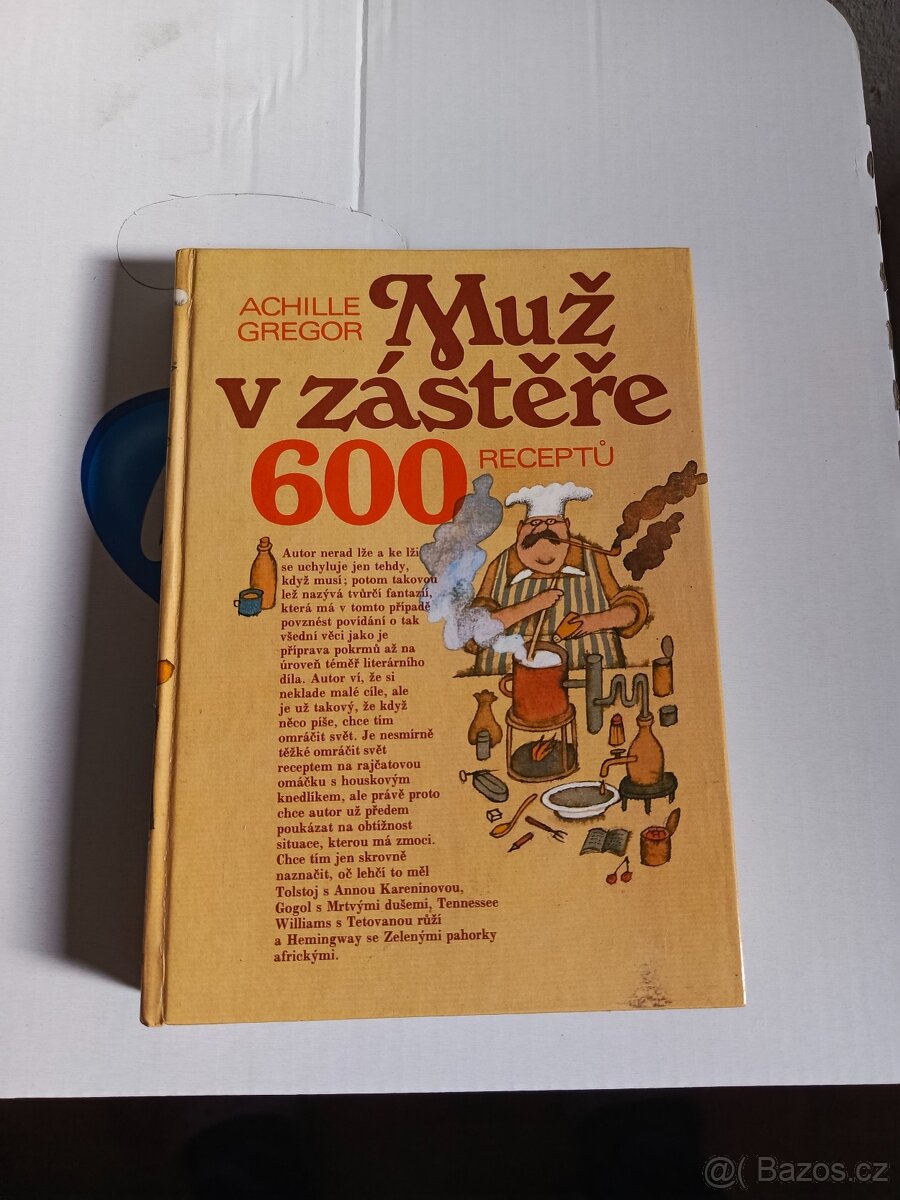 ACHILLE
GREGOR
Muž
v zástěře
600
RECEPTŮ
Autor nerad lže a ke lži
se uchyluje jen tehdy,
když musí; potom takovou
lež nazývá tvůrčí fantazií,
která má v tomto případě
povznést povídání o tak
všední věci jako je
příprava pokrmů až na
úroveň téměř literárního
díla. Autor ví, že si
neklade malé cíle, ale
je už takový, že když
něco píše, chce tím
omráčit svět. Je nesmírně
těžké omráčit svět
receptem na rajčatovou
omáčku s houskovým
knedlíkem, ale právě proto
chce autor už předem
poukázat na obtížnost
situace, kterou má zmoci.
Chce tím jen skrovně
naznačit, oč lehčí to měl
Tolstoj s Annou Kareninovou,
Gogol s Mrtvými dušemi, Tennessee
Williams s Tetovanou růží
a Hemingway se Zelenými pahorky
africkými.
@( Bazos.cz